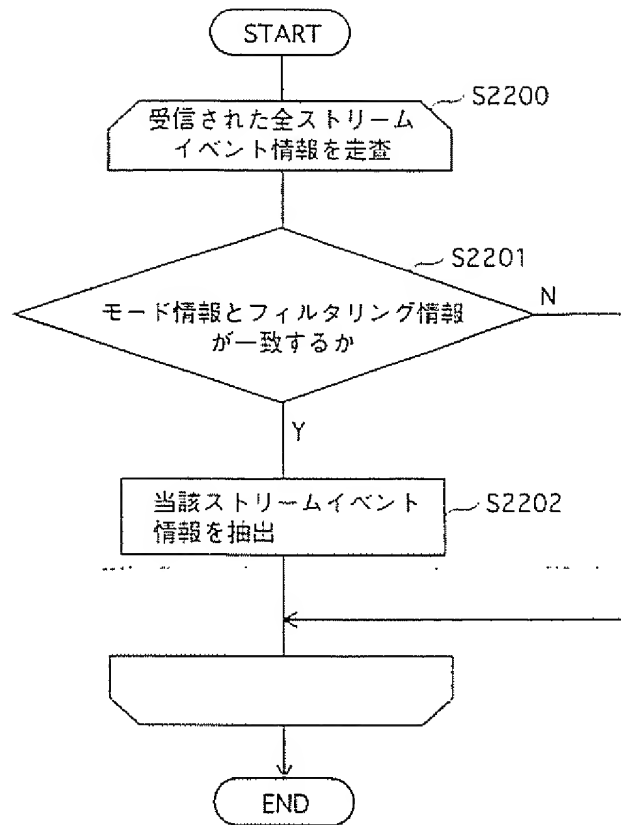 START
受信された全ストリーム
イベント情報を走査
S2200
S2201
モード情報とフィルタリング情報
が一致するか
N
Y
当該ストリームイベント
情報を抽出
S2202
END